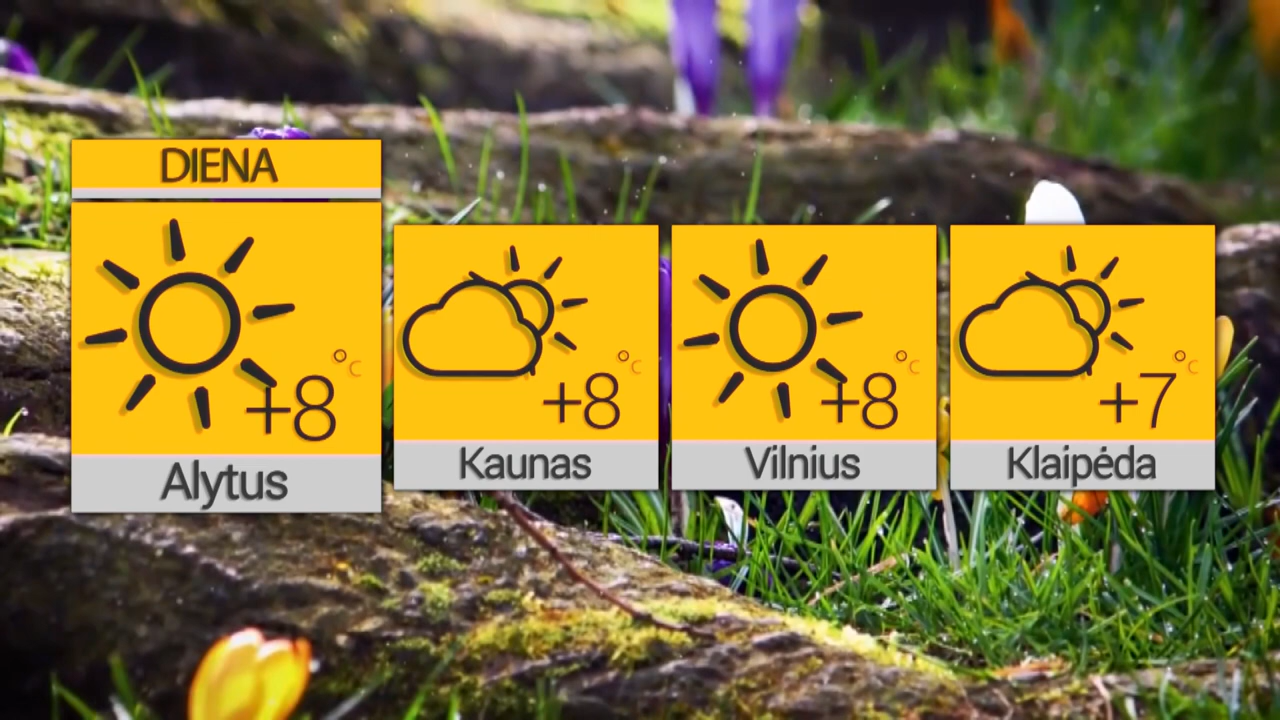 DIENA
+8 °C
Alytus
+8 °C
Kaunas
+8 °C
Vilnius
+7 °C
Klaipėda